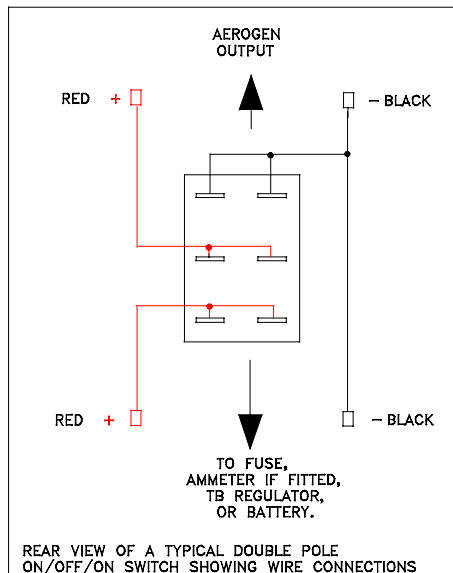 AEROGEN
OUTPUT
RED + − BLACK
RED + − BLACK
TO FUSE,
AMMETER IF FITTED,
TB REGULATOR,
OR BATTERY.
REAR VIEW OF A TYPICAL DOUBLE POLE
ON/OFF/ON SWITCH SHOWING WIRE CONNECTIONS